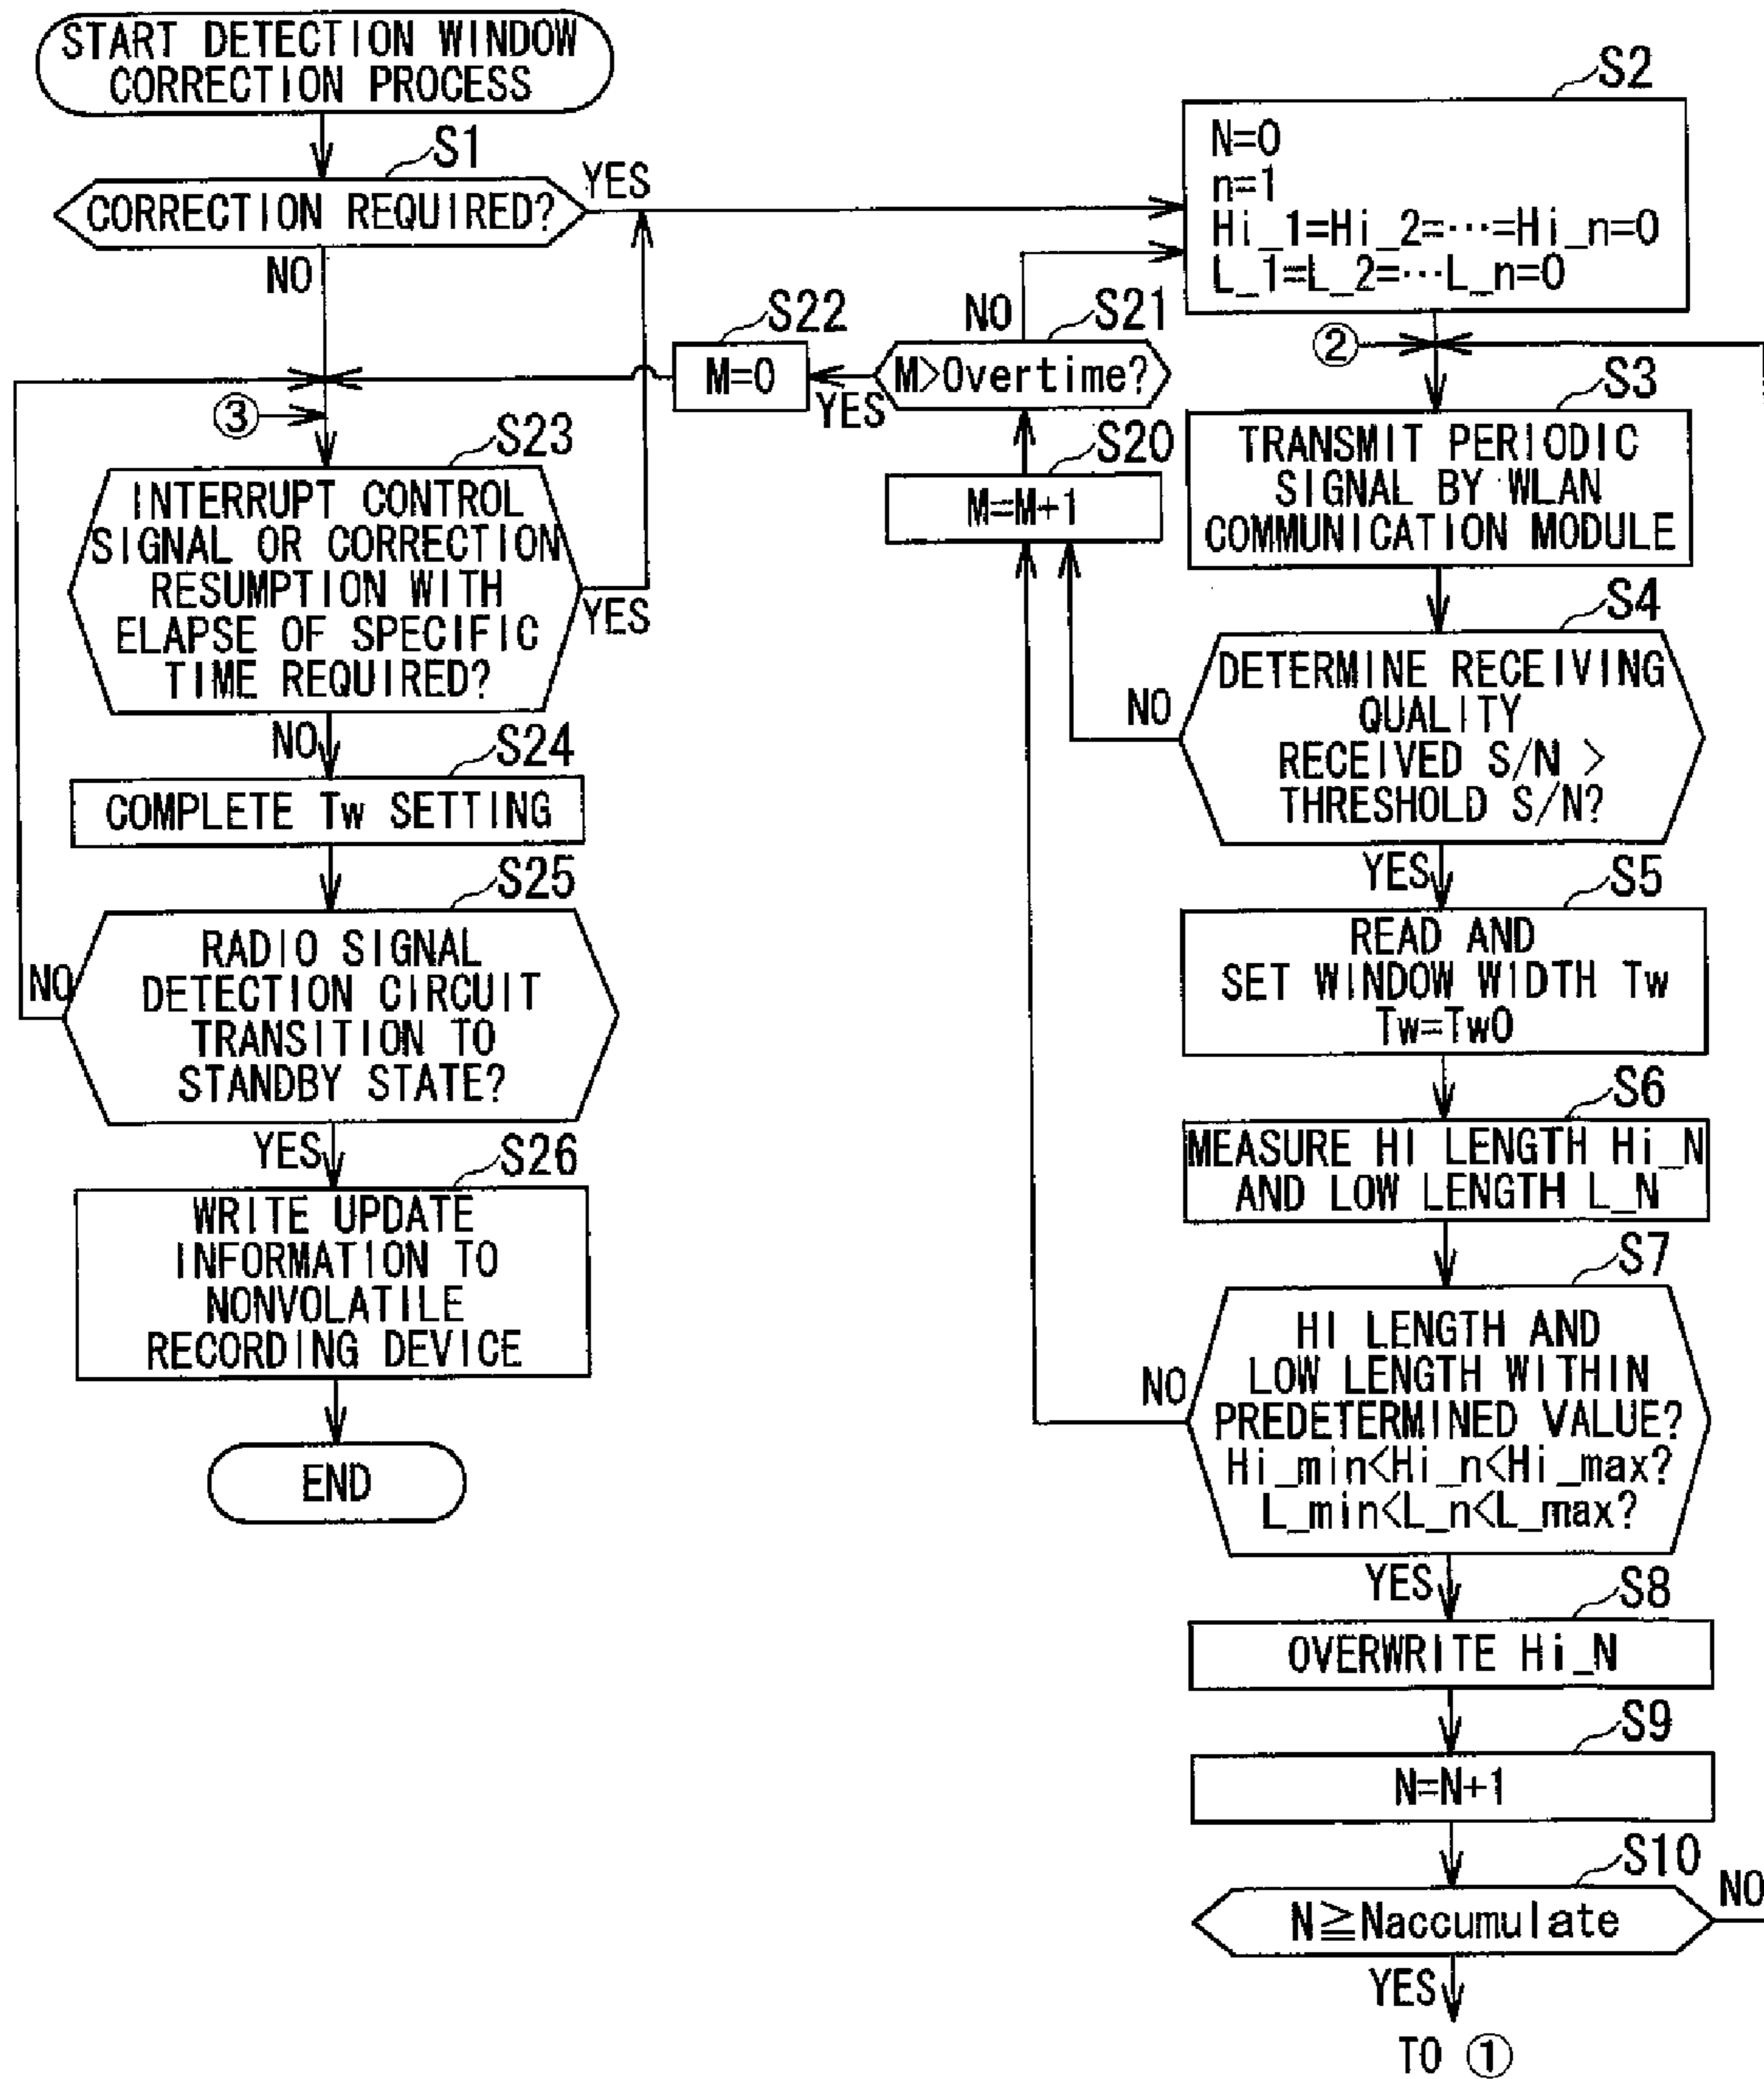 START DETECTION WINDOW
CORRECTION PROCESS
S1
CORRECTION REQUIRED?
YES
NO
S2
N=0
n=1
Hi_1=Hi_2=···=Hi_n=0
L_1=L_2=···L_n=0
②
S3
TRANSMIT PERIODIC
SIGNAL BY WLAN
COMMUNICATION MODULE
S4
DETERMINE RECEIVING
QUALITY
RECEIVED S/N >
THRESHOLD S/N?
NO
YES
S5
READ AND
SET WINDOW WIDTH Tw
Tw=Tw0
S6
MEASURE HI LENGTH Hi_N
AND LOW LENGTH L_N
S7
HI LENGTH AND
LOW LENGTH WITHIN
PREDETERMINED VALUE?
Hi_min<Hi_n<Hi_max?
L_min<L_n<L_max?
NO
YES
S8
OVERWRITE Hi_N
S9
N=N+1
S10
N≧Naccumulate
NO
YES
TO ①
S20
M=M+1
S21
M>Overtime?
NO
YES
S22
M=0
③
S23
INTERRUPT CONTROL
SIGNAL OR CORRECTION
RESUMPTION WITH
ELAPSE OF SPECIFIC
TIME REQUIRED?
YES
NO
S24
COMPLETE Tw SETTING
S25
RADIO SIGNAL
DETECTION CIRCUIT
TRANSITION TO
STANDBY STATE?
NO
YES
S26
WRITE UPDATE
INFORMATION TO
NONVOLATILE
RECORDING DEVICE
END